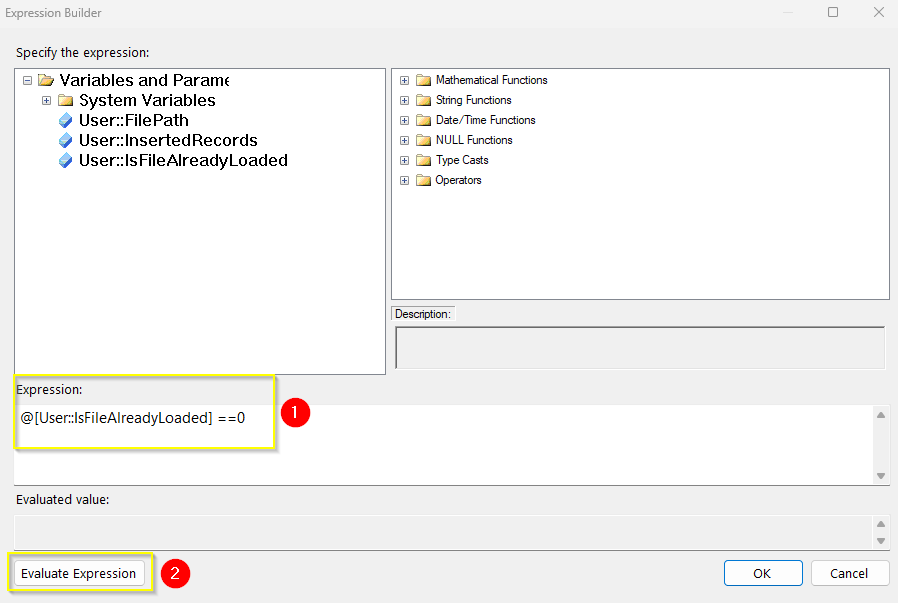 Expression Builder
Specify the expression:
Variables and Parame
System Variables
User::FilePath
User::InsertedRecords
User::IsFileAlreadyLoaded
Mathematical Functions
String Functions
Date/Time Functions
NULL Functions
Type Casts
Operators
Description:
Expression:
@[User::IsFileAlreadyLoaded] ==0
1
Evaluated value:
Evaluate Expression
2
OK
Cancel